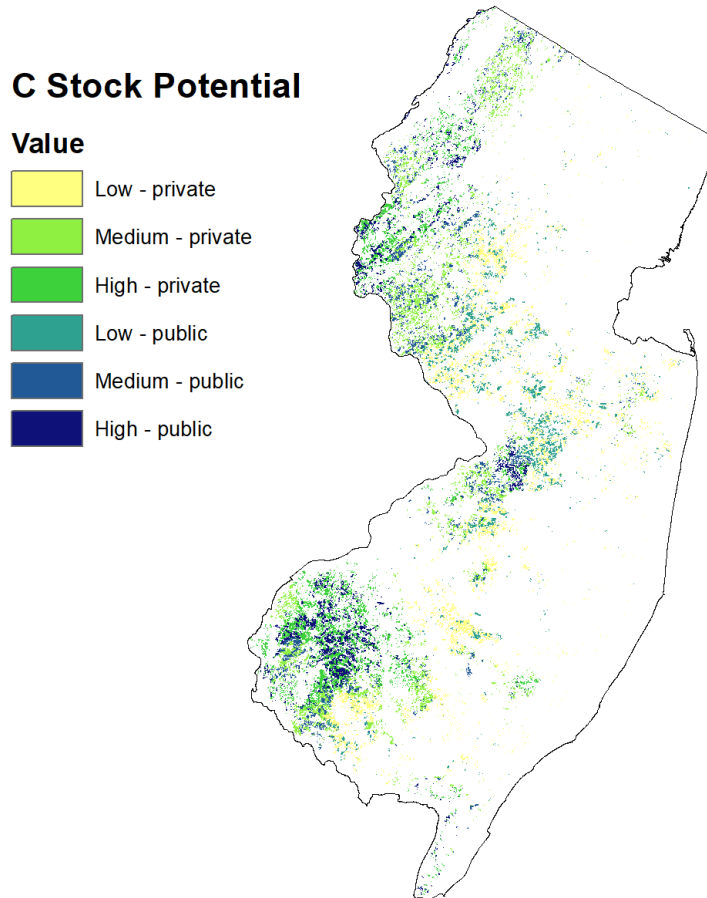 C Stock Potential
Value
Low - private
Medium - private
High - private
Low - public
Medium - public
High - public